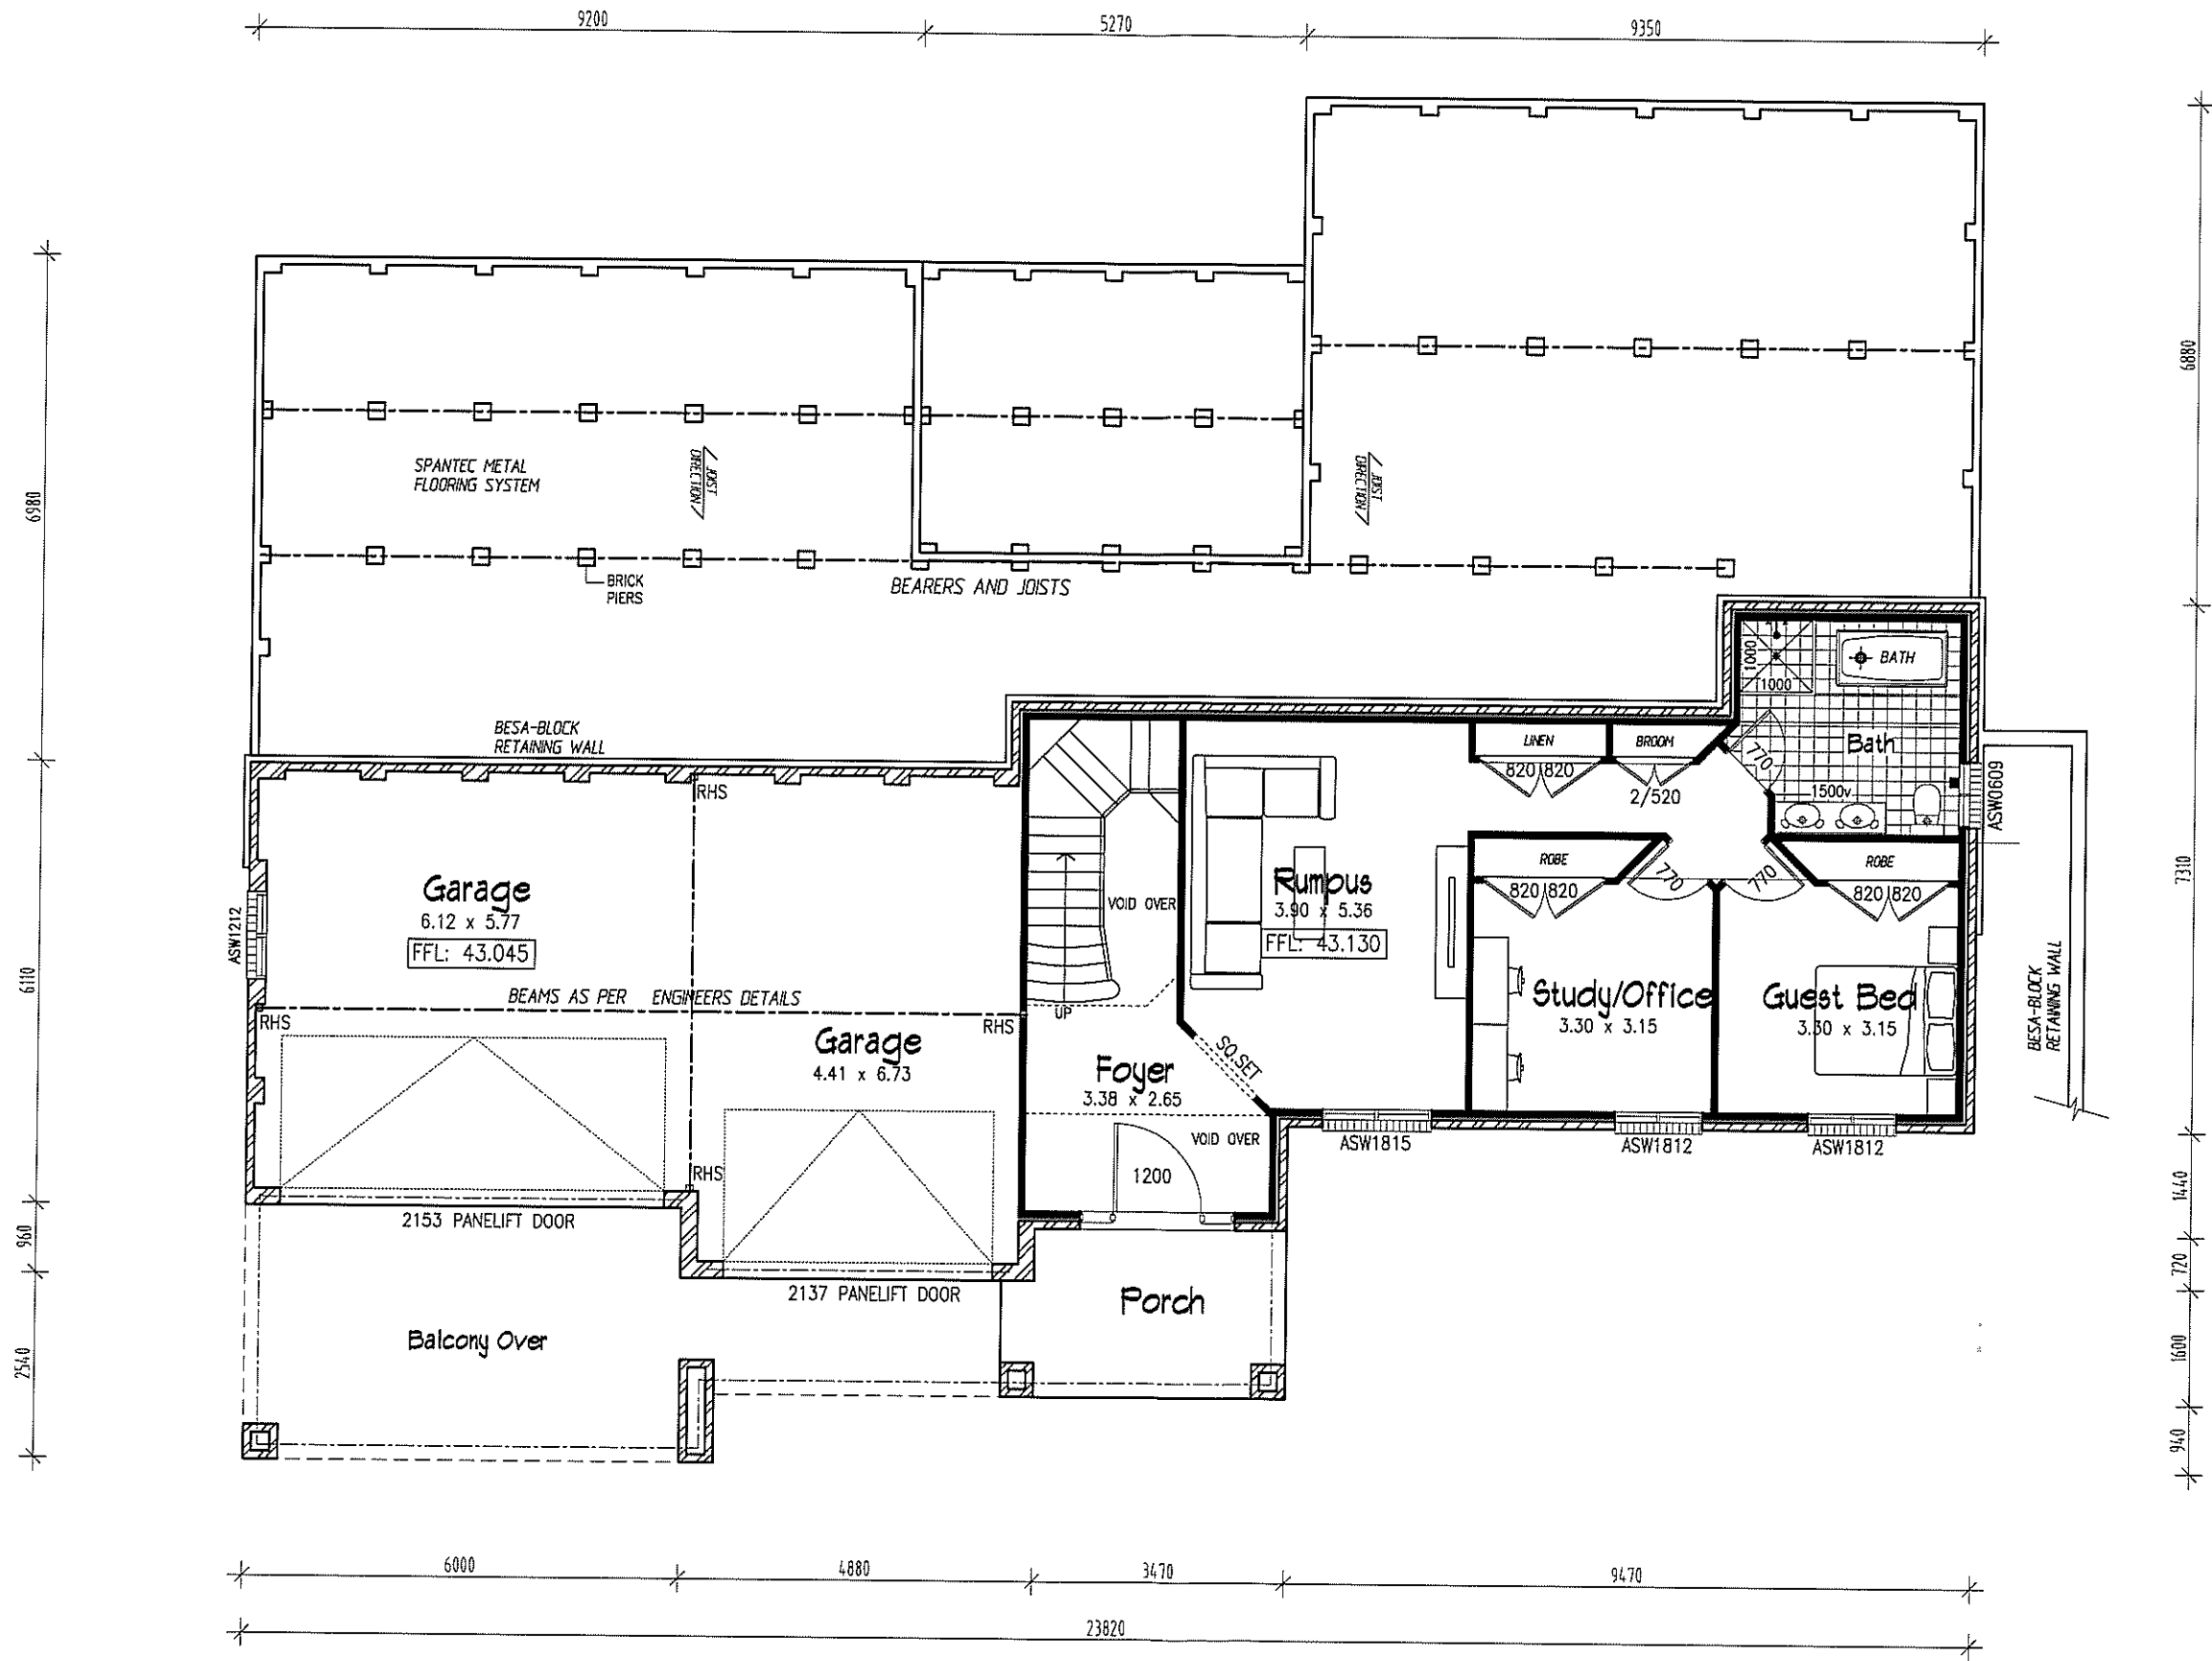 9200
5270
9350
6980
6110
960
2540
6880
7310
1440
720
1600
940
SPANTEC METAL
FLOORING SYSTEM
JOIST
DIRECTION
JOIST
DIRECTION
BRICK
PIERS
BEARERS AND JOISTS
BESA-BLOCK
RETAINING WALL
1000
1000
BATH
Bath
770
1500v
ASW0609
LINEN
820 820
BROOM
2/520
RHS
ROBE
820 820
770
770
ROBE
820 820
Garage
6.12 x 5.77
FFL: 43.045
ASW1212
VOID OVER
Rumpus
3.90 x 5.36
FFL: 43.130
BEAMS AS PER ENGINEERS DETAILS
RHS
RHS
UP
Study/Office
3.30 x 3.15
Guest Bed
3.30 x 3.15
BESA-BLOCK
RETAINING WALL
Garage
4.41 x 6.73
Foyer
3.38 x 2.65
SQ.SET
VOID OVER
ASW1815
ASW1812
ASW1812
RHS
1200
2153 PANELIFT DOOR
2137 PANELIFT DOOR
Porch
Balcony Over
6000
4880
3470
9470
23820